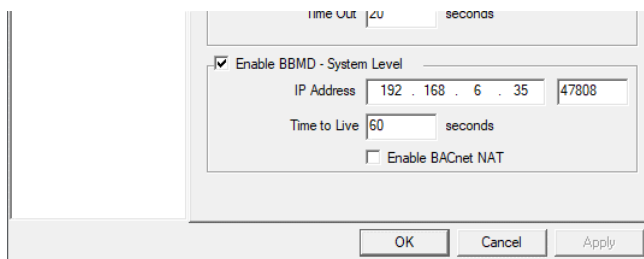 Time Out 20 seconds
Enable BBMD - System Level
IP Address 192 . 168 . 6 . 35 47808
Time to Live 60 seconds
Enable BACnet NAT
OK Cancel Apply